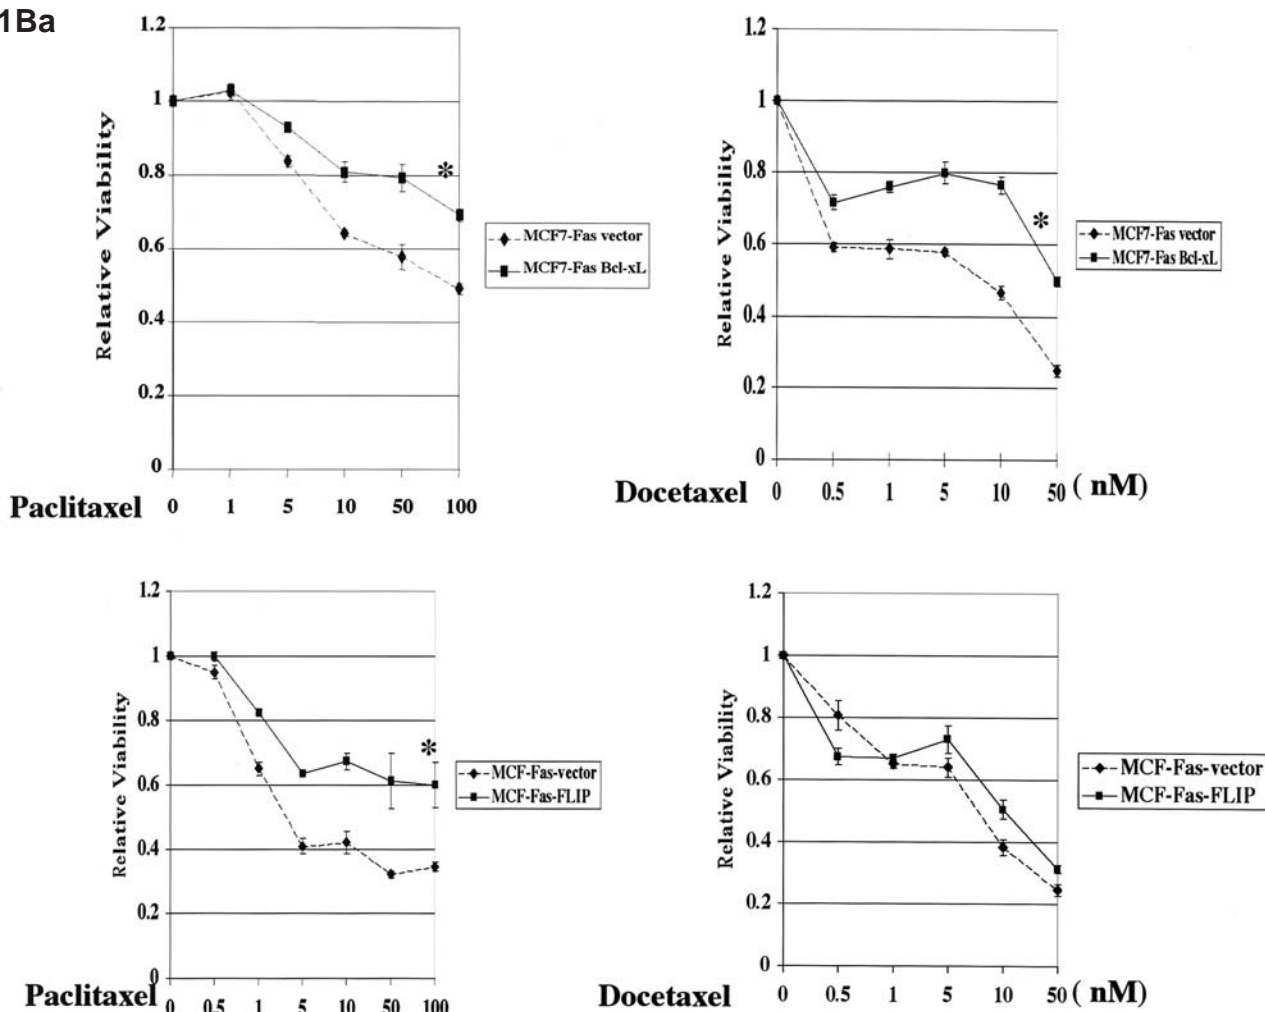 1Ba
1.2
1
0.8
0.6
0.4
0.2
0
Relative Viability
*
MCF7-Fas vector
MCF7-Fas Bcl-xL
Paclitaxel 0 1 5 10 50 100
1.2
1
0.8
0.6
0.4
0.2
0
Relative Viability
*
MCF7-Fas vector
MCF7-Fas Bcl-xL
Docetaxel 0 0.5 1 5 10 50 ( nM)
1.2
1
0.8
0.6
0.4
0.2
0
Relative Viability
*
MCF-Fas-vector
MCF-Fas-FLIP
Paclitaxel 0 0.5 1 5 10 50 100
1.2
1
0.8
0.6
0.4
0.2
0
Relative Viability
MCF-Fas-vector
MCF-Fas-FLIP
Docetaxel 0 0.5 1 5 10 50 ( nM)